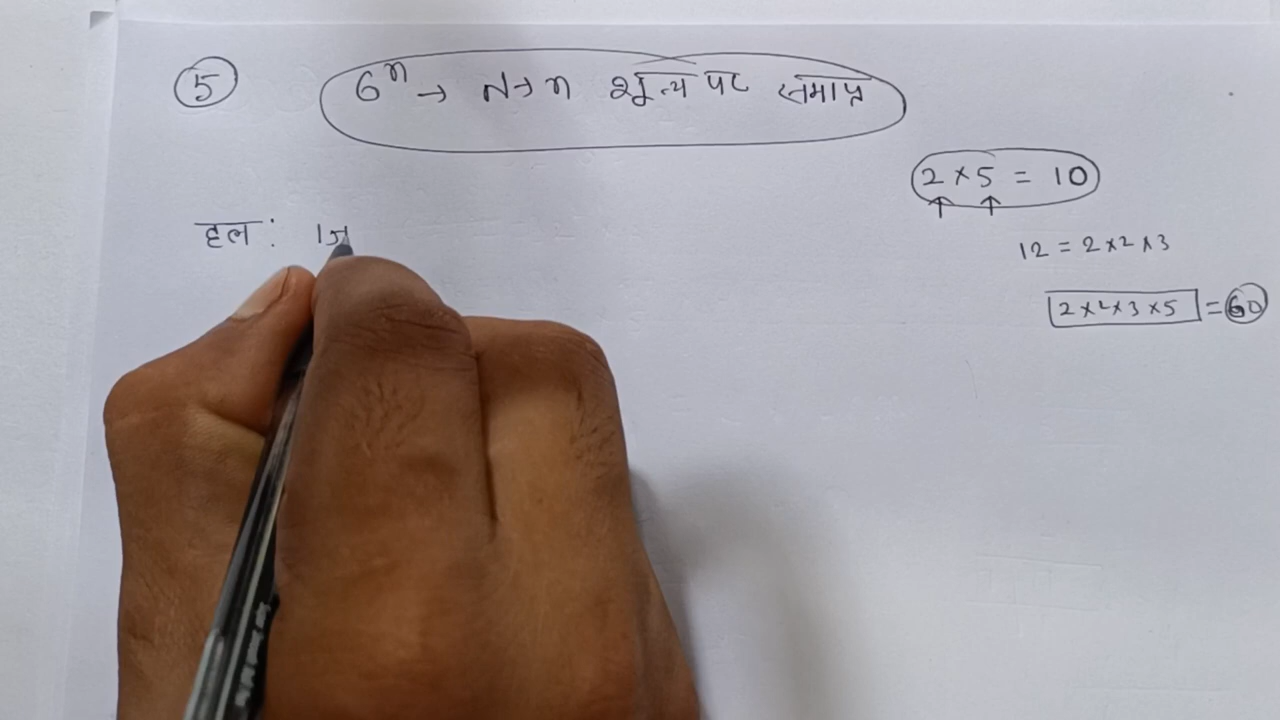 5
6ⁿ → N → n शून्य पर समाप्त
2 × 5 = 10
↑ ↑
12 = 2 × 2 × 3
2 × 2 × 3 × 5 = 60
हल : जि